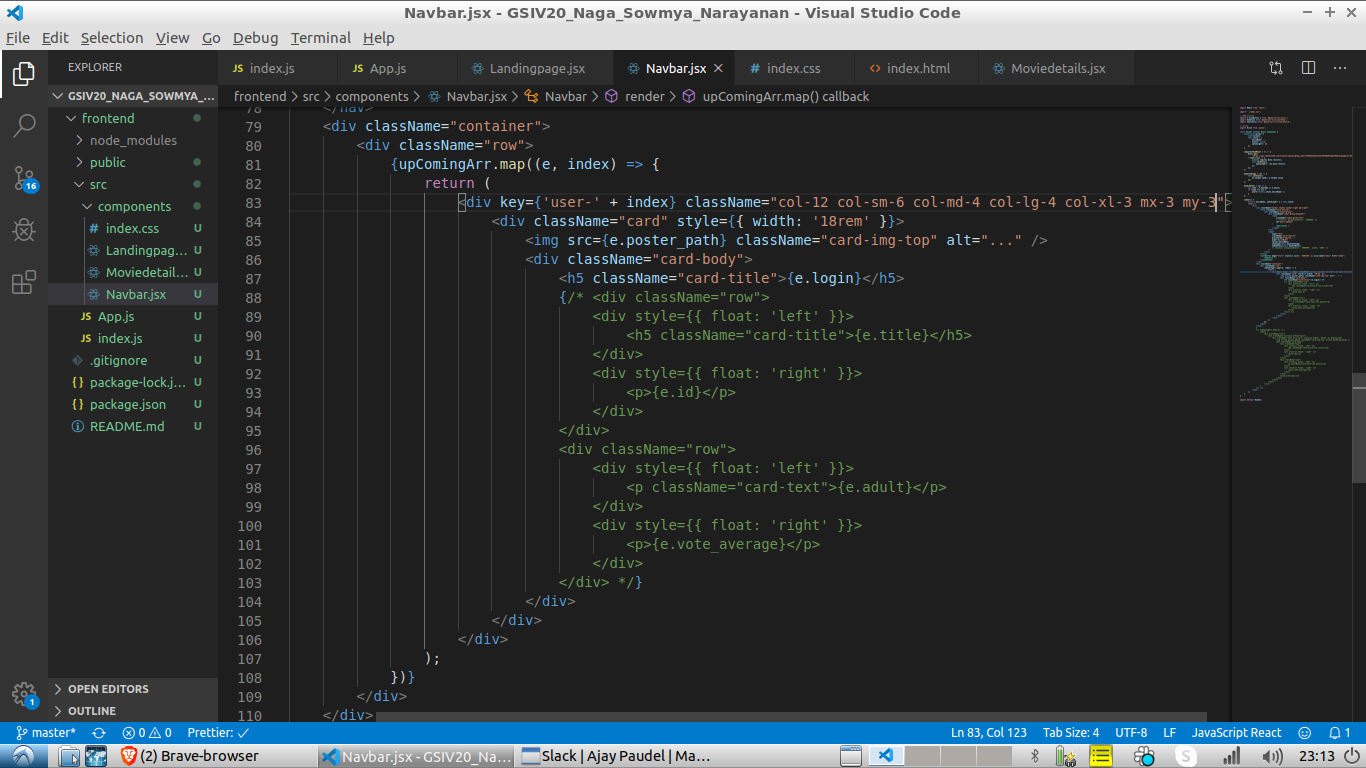 Navbar.jsx - GSIV20_Naga_Sowmya_Narayanan - Visual Studio Code
File Edit Selection View Go Debug Terminal Help
EXPLORER
JS index.js
JS App.js
Landingpage.jsx
Navbar.jsx
# index.css
<> index.html
Moviedetails.jsx
GSIV20_NAGA_SOWMYA_...
frontend
node_modules
public
src
components
# index.css U
Landingpag... U
Moviedetail... U
Navbar.jsx U
JS App.js U
JS index.js U
.gitignore U
{} package-lock.j... U
{} package.json U
README.md U
OPEN EDITORS
OUTLINE
16
1
frontend > src > components > Navbar.jsx > Navbar > render > upComingArr.map() callback
78 </nav>
79 <div className="container">
80 <div className="row">
81 {upComingArr.map((e, index) => {
82 return (
83 <div key={'user-' + index} className="col-12 col-sm-6 col-md-4 col-lg-4 col-xl-3 mx-3 my-3">
84 <div className="card" style={{ width: '18rem' }}>
85 <img src={e.poster_path} className="card-img-top" alt="..." />
86 <div className="card-body">
87 <h5 className="card-title">{e.login}</h5>
88 {/* <div className="row">
89 <div style={{ float: 'left' }}>
90 <h5 className="card-title">{e.title}</h5>
91 </div>
92 <div style={{ float: 'right' }}>
93 <p>{e.id}</p>
94 </div>
95 </div>
96 <div className="row">
97 <div style={{ float: 'left' }}>
98 <p className="card-text">{e.adult}</p>
99 </div>
100 <div style={{ float: 'right' }}>
101 <p>{e.vote_average}</p>
102 </div>
103 </div> */}
104 </div>
105 </div>
106 </div>
107 );
108 })}
109 </div>
110 </div>
master* 0 0 Prettier: ✓ Ln 83, Col 123 Tab Size: 4 UTF-8 LF JavaScript React 1
(2) Brave-browser Navbar.jsx - GSIV20_Na... Slack | Ajay Paudel | Ma... 23:13